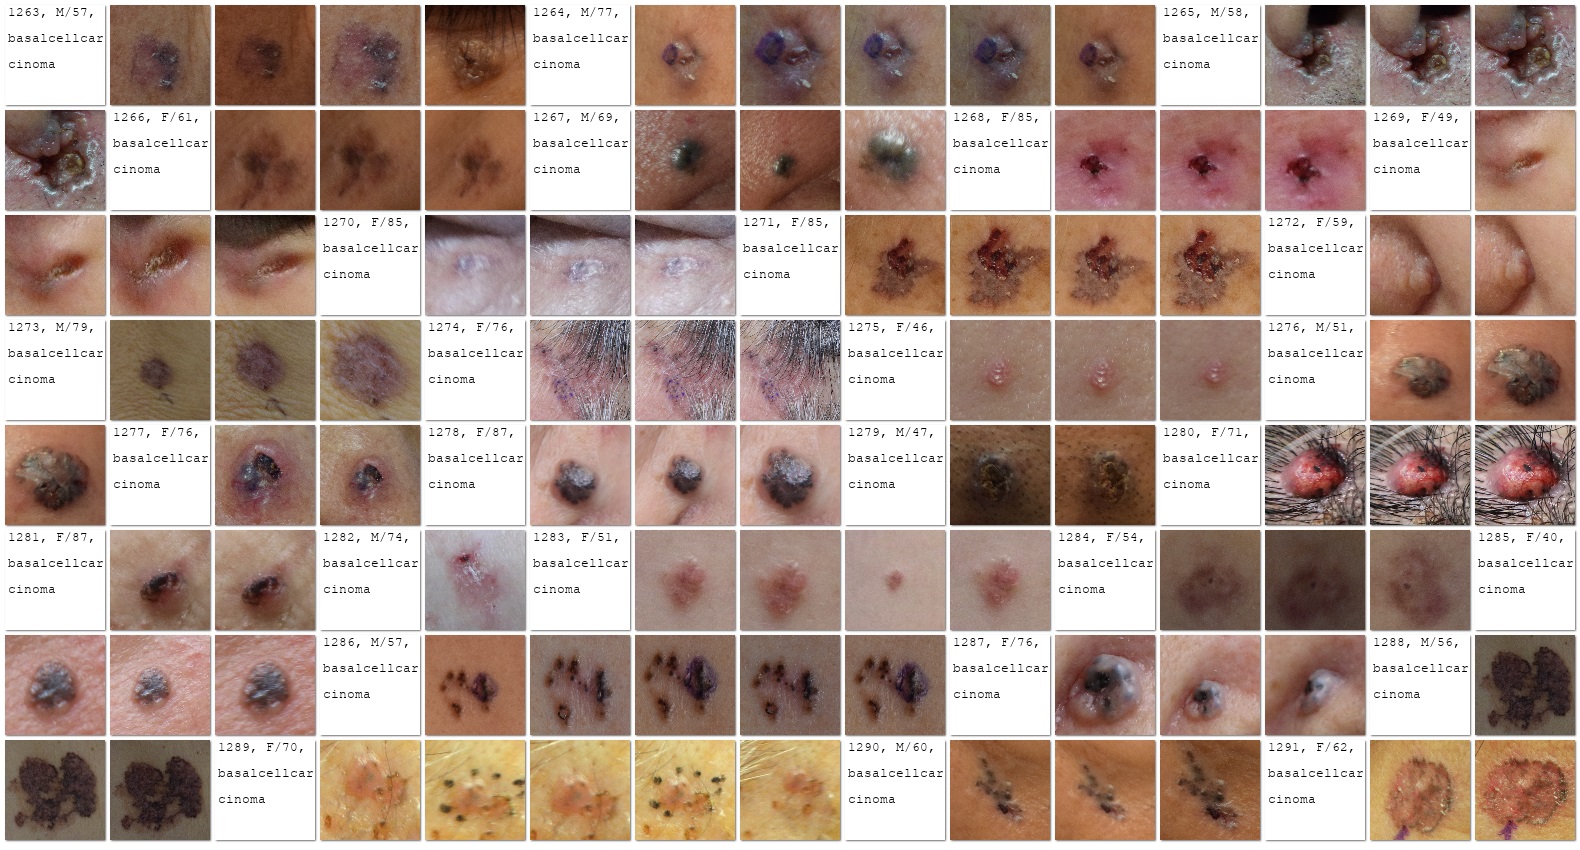 1263, M/57,
basalcellcar
cinoma
1264, M/77,
basalcellcar
cinoma
1265, M/58,
basalcellcar
cinoma
1266, F/61,
basalcellcar
cinoma
1267, M/69,
basalcellcar
cinoma
1268, F/85,
basalcellcar
cinoma
1269, F/49,
basalcellcar
cinoma
1270, F/85,
basalcellcar
cinoma
1271, F/85,
basalcellcar
cinoma
1272, F/59,
basalcellcar
cinoma
1273, M/79,
basalcellcar
cinoma
1274, F/76,
basalcellcar
cinoma
1275, F/46,
basalcellcar
cinoma
1276, M/51,
basalcellcar
cinoma
1277, F/76,
basalcellcar
cinoma
1278, F/87,
basalcellcar
cinoma
1279, M/47,
basalcellcar
cinoma
1280, F/71,
basalcellcar
cinoma
1281, F/87,
basalcellcar
cinoma
1282, M/74,
basalcellcar
cinoma
1283, F/51,
basalcellcar
cinoma
1284, F/54,
basalcellcar
cinoma
1285, F/40,
basalcellcar
cinoma
1286, M/57,
basalcellcar
cinoma
1287, F/76,
basalcellcar
cinoma
1288, M/56,
basalcellcar
cinoma
1289, F/70,
basalcellcar
cinoma
1290, M/60,
basalcellcar
cinoma
1291, F/62,
basalcellcar
cinoma